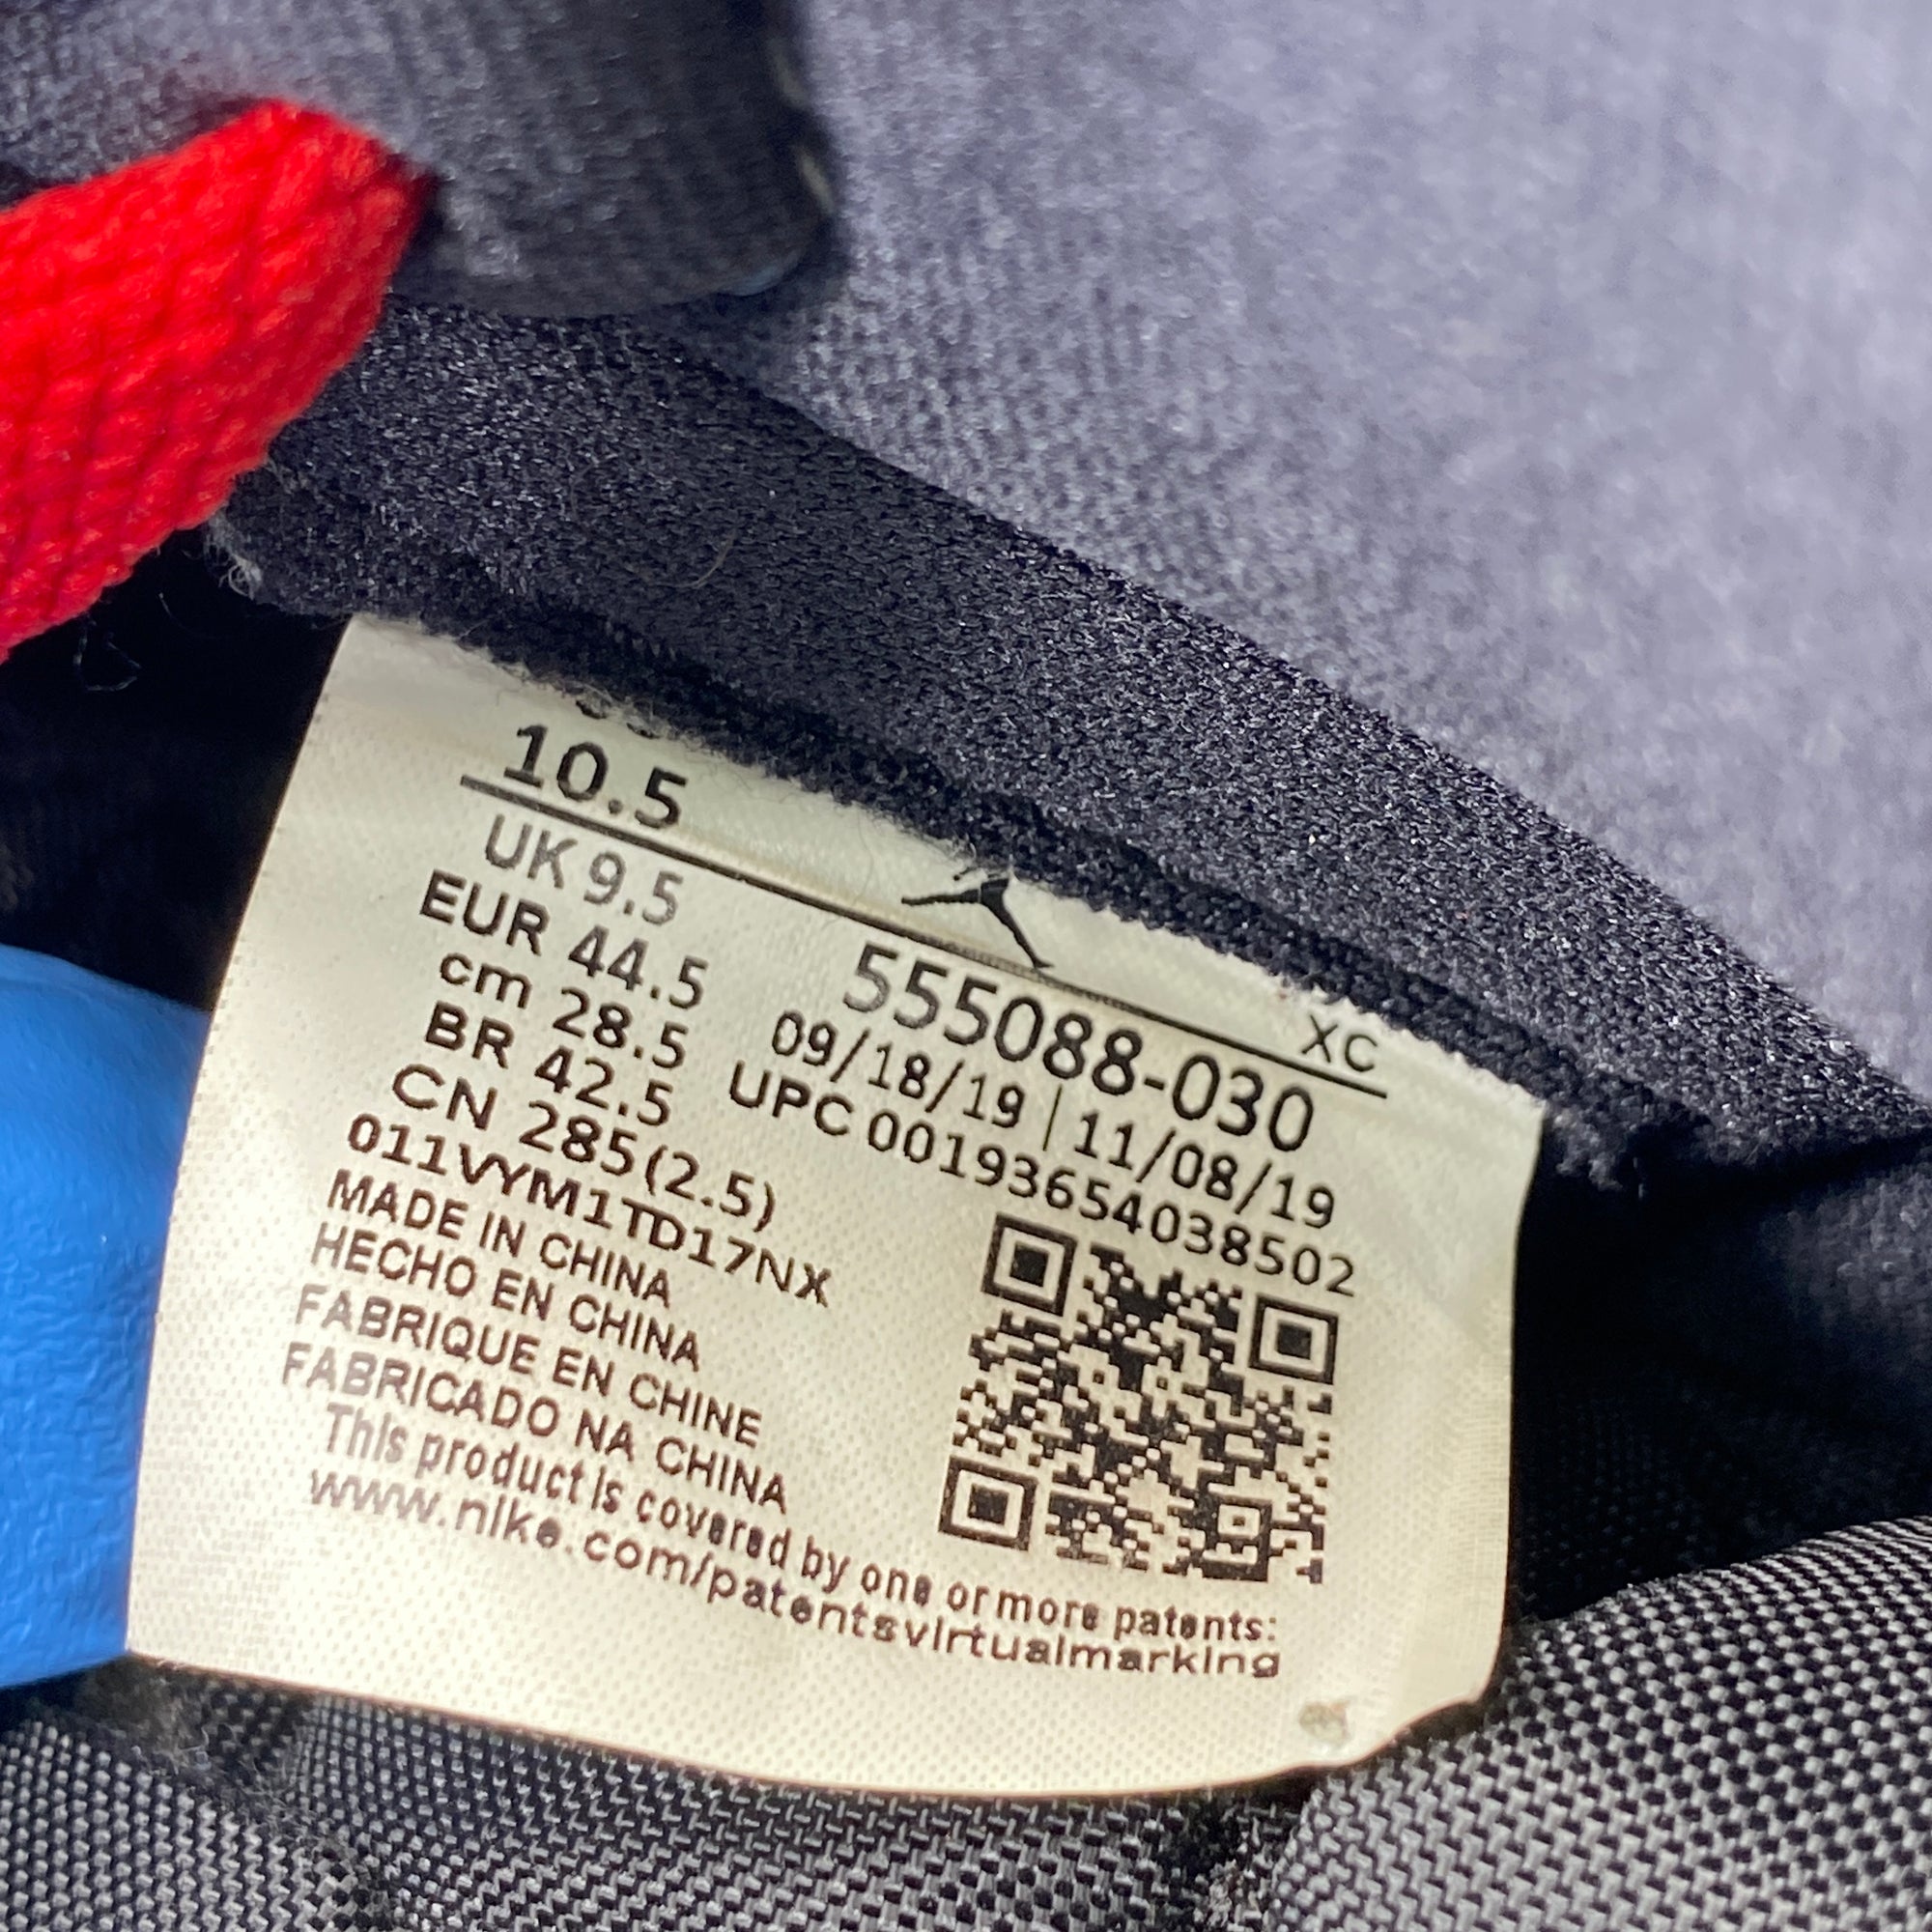 10.5
XC
UK 9.5
EUR 44.5
cm 28.5
BR 42.5
CN 285(2.5)
011VYM1TD17NX
555088-030
09/18/19 | 11/08/19
UPC 00193654038502
MADE IN CHINA
HECHO EN CHINA
FABRIQUE EN CHINE
FABRICADO NA CHINA
This product is covered by one or more patents:
www.nike.com/patentsvirtualmarking